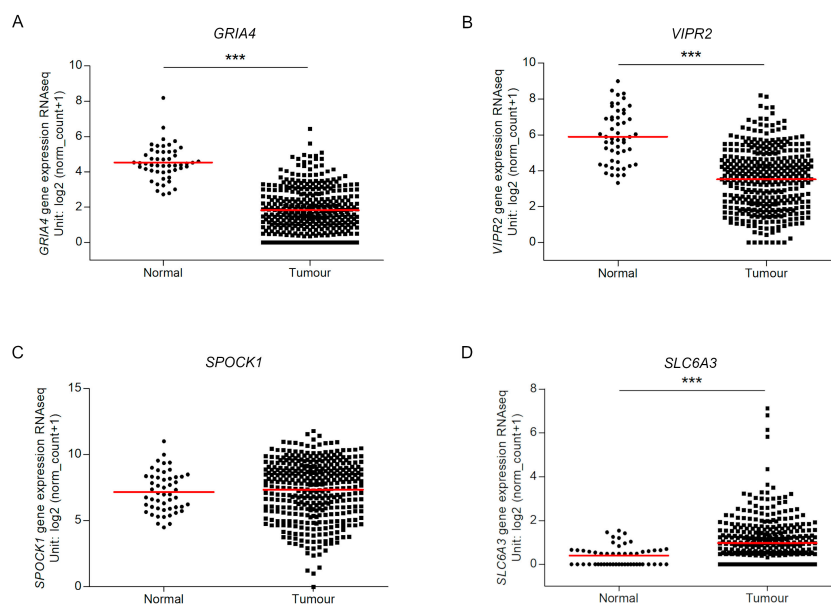 A
GRIA4
***
GRIA4 gene expression RNAseq
Unit: log2 (norm_count+1)
10
8
6
4
2
0
Normal Tumour
B
VIPR2
***
VIPR2 gene expression RNAseq
Unit: log2 (norm_count+1)
10
8
6
4
2
0
Normal Tumour
C
SPOCK1
SPOCK1 gene expression RNAseq
Unit: log2 (norm_count+1)
15
10
5
0
Normal Tumour
D
SLC6A3
***
SLC6A3 gene expression RNAseq
Unit: log2 (norm_count+1)
8
6
4
2
0
Normal Tumour